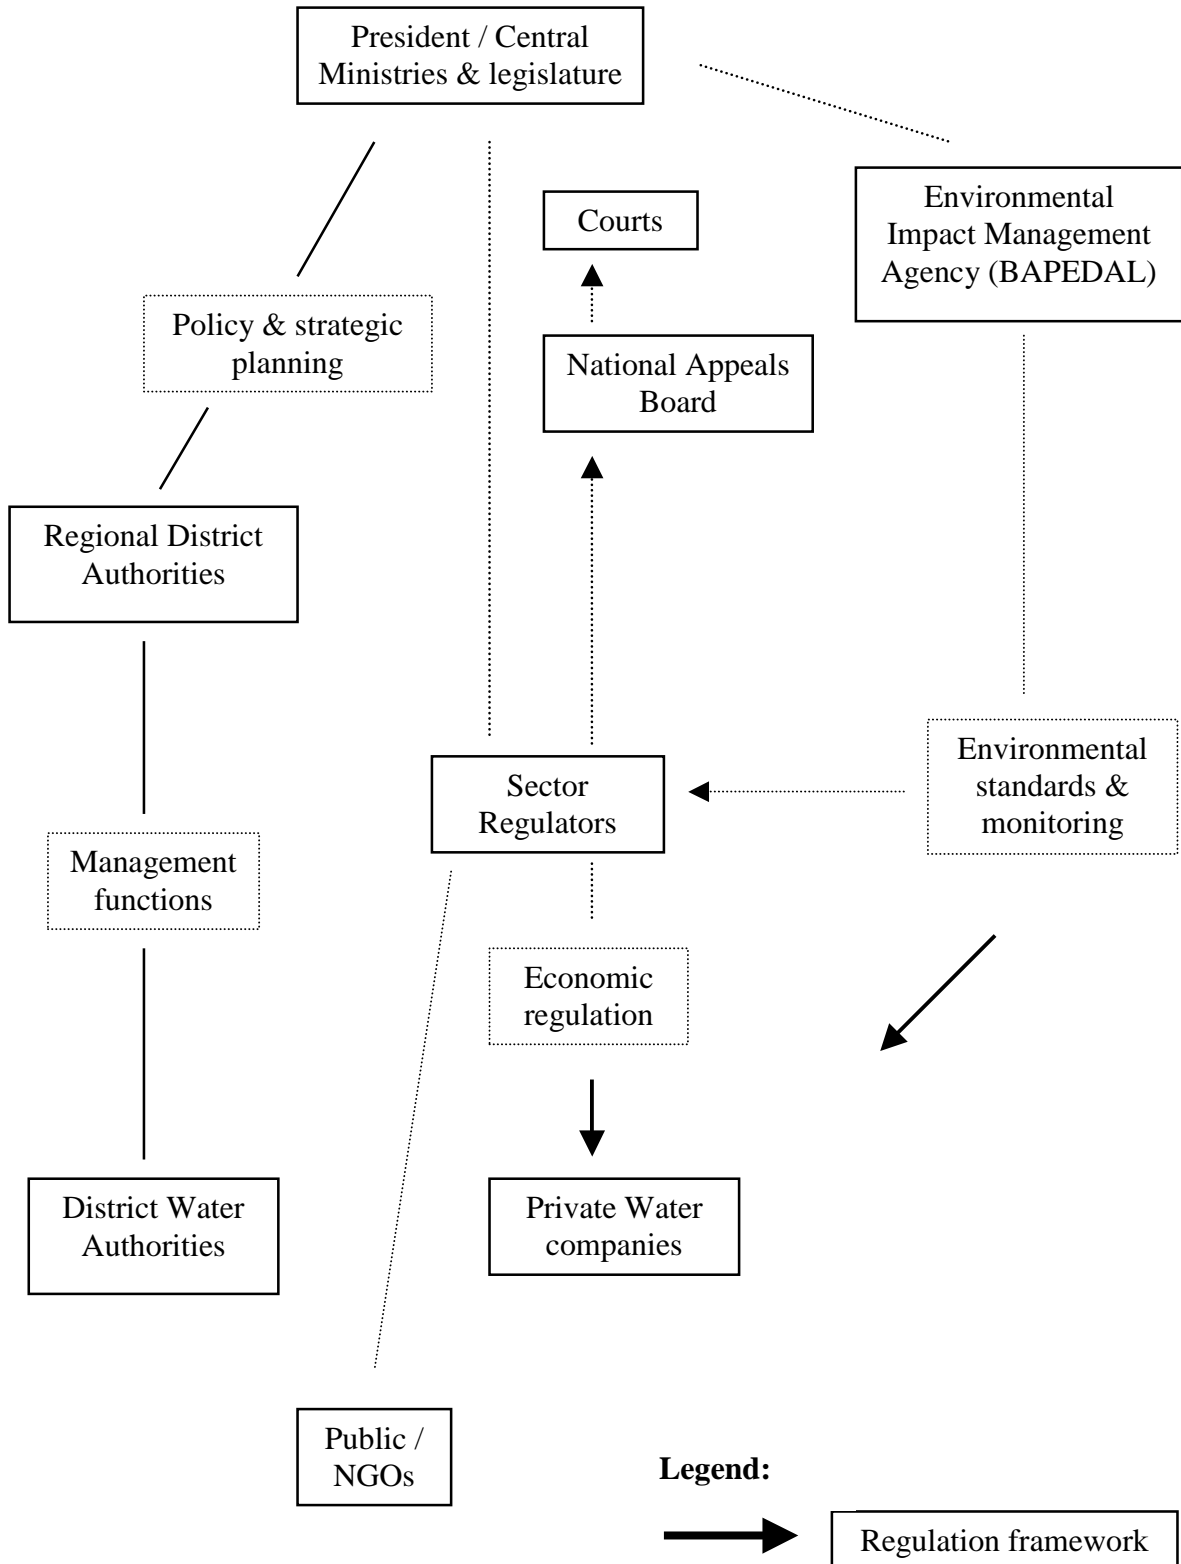 President / Central
Ministries & legislature
Courts
Environmental
Impact Management
Agency (BAPEDAL)
Policy & strategic
planning
National Appeals
Board
Regional District
Authorities
Sector
Regulators
Environmental
standards &
monitoring
Management
functions
Economic
regulation
District Water
Authorities
Private Water
companies
Public /
NGOs
Legend:
Regulation framework